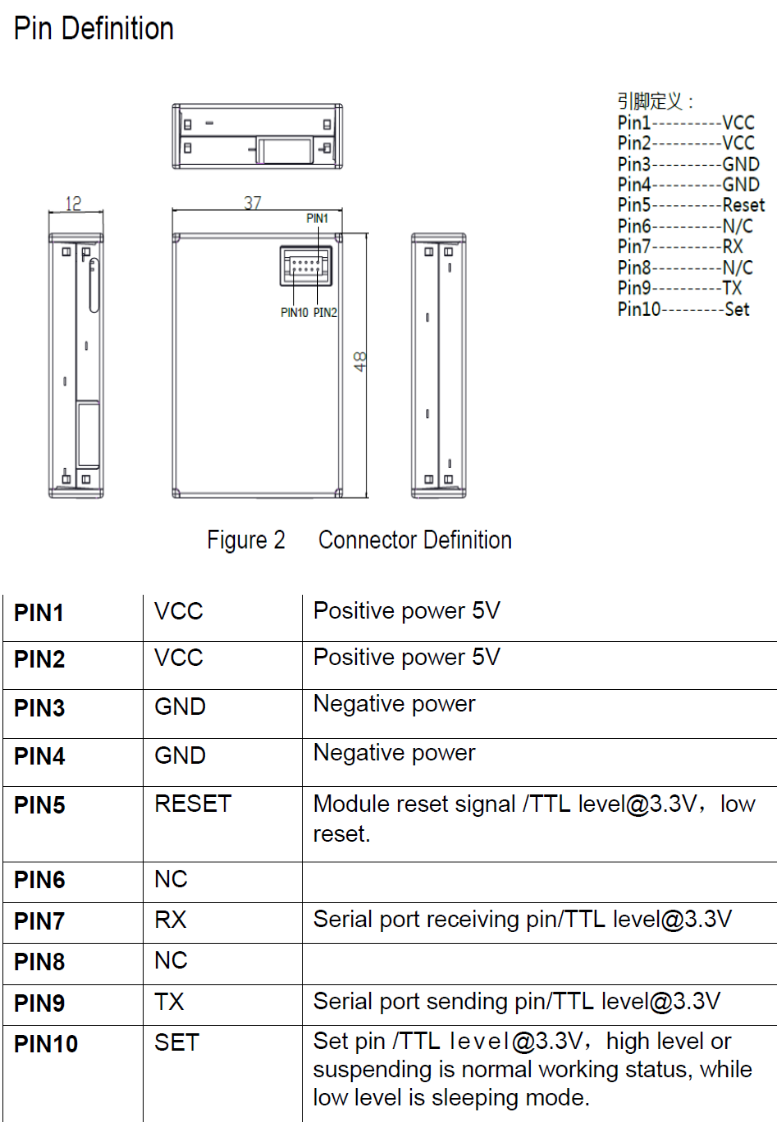 Pin Definition
引脚定义：
Pin1----------VCC
Pin2----------VCC
Pin3----------GND
Pin4----------GND
Pin5----------Reset
Pin6----------N/C
Pin7----------RX
Pin8----------N/C
Pin9----------TX
Pin10---------Set
12
37
PIN1
PIN10 PIN2
48
Figure 2 Connector Definition
PIN1 VCC Positive power 5V
PIN2 VCC Positive power 5V
PIN3 GND Negative power
PIN4 GND Negative power
PIN5 RESET Module reset signal /TTL level@3.3V，low
reset.
PIN6 NC
PIN7 RX Serial port receiving pin/TTL level@3.3V
PIN8 NC
PIN9 TX Serial port sending pin/TTL level@3.3V
PIN10 SET Set pin /TTL level@3.3V，high level or
suspending is normal working status, while
low level is sleeping mode.